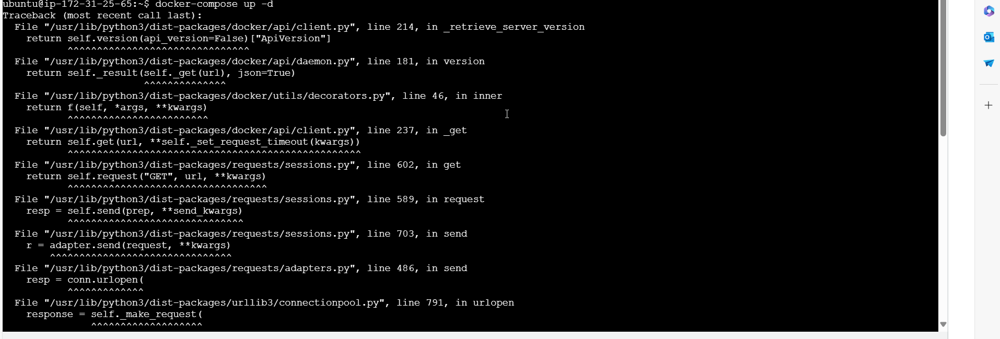 ubuntu@ip-172-31-25-65:~$ docker-compose up -d
Traceback (most recent call last):
  File "/usr/lib/python3/dist-packages/docker/api/client.py", line 214, in _retrieve_server_version
    return self.version(api_version=False)["ApiVersion"]
           ^^^^^^^^^^^^^^^^^^^^^^^^^^^^^^^
  File "/usr/lib/python3/dist-packages/docker/api/daemon.py", line 181, in version
    return self._result(self._get(url), json=True)
                        ^^^^^^^^^^^^^^
  File "/usr/lib/python3/dist-packages/docker/utils/decorators.py", line 46, in inner
    return f(self, *args, **kwargs)
           ^^^^^^^^^^^^^^^^^^^^^^^^
  File "/usr/lib/python3/dist-packages/docker/api/client.py", line 237, in _get
    return self.get(url, **self._set_request_timeout(kwargs))
           ^^^^^^^^^^^^^^^^^^^^^^^^^^^^^^^^^^^^^^^^^^^^^^^^^^
  File "/usr/lib/python3/dist-packages/requests/sessions.py", line 602, in get
    return self.request("GET", url, **kwargs)
           ^^^^^^^^^^^^^^^^^^^^^^^^^^^^^^^^^^
  File "/usr/lib/python3/dist-packages/requests/sessions.py", line 589, in request
    resp = self.send(prep, **send_kwargs)
           ^^^^^^^^^^^^^^^^^^^^^^^^^^^^^^
  File "/usr/lib/python3/dist-packages/requests/sessions.py", line 703, in send
    r = adapter.send(request, **kwargs)
        ^^^^^^^^^^^^^^^^^^^^^^^^^^^^^^^
  File "/usr/lib/python3/dist-packages/requests/adapters.py", line 486, in send
    resp = conn.urlopen(
           ^^^^^^^^^^^^^
  File "/usr/lib/python3/dist-packages/urllib3/connectionpool.py", line 791, in urlopen
    response = self._make_request(
               ^^^^^^^^^^^^^^^^^^^